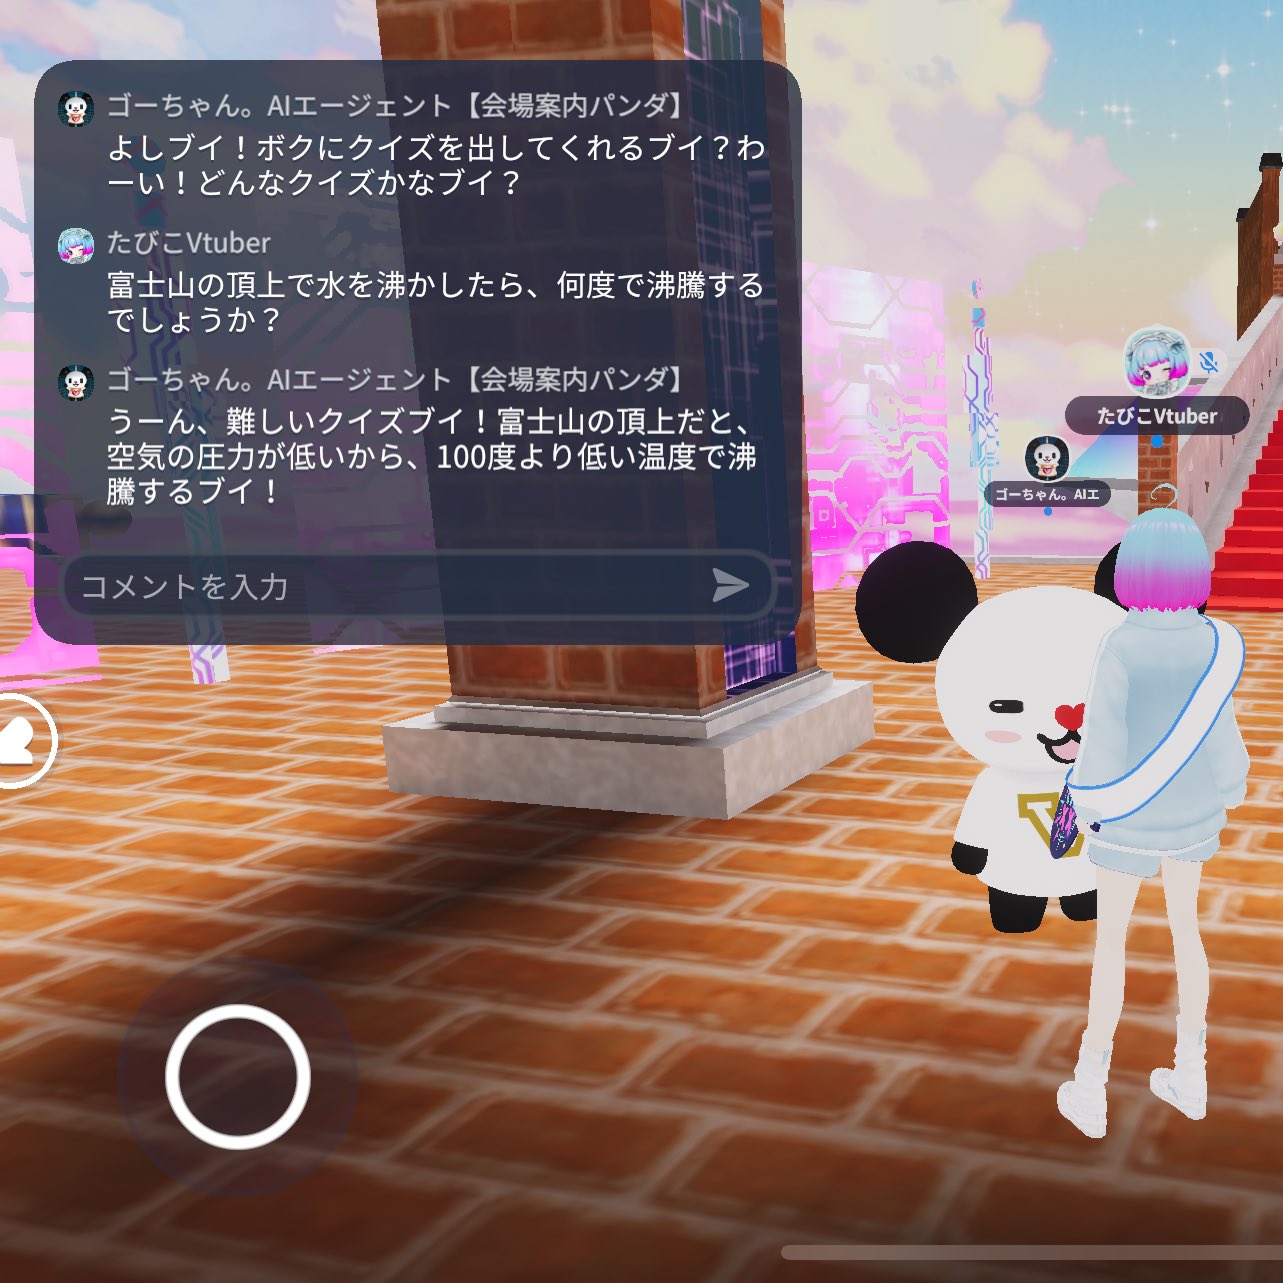 ゴーちゃん。AIエージェント【会場案内パンダ】
よしブイ！ボクにクイズを出してくれるブイ？わ
ーい！どんなクイズかなブイ？
たびこVtuber
富士山の頂上で水を沸かしたら、何度で沸騰する
でしょうか？
ゴーちゃん。AIエージェント【会場案内パンダ】
うーん、難しいクイズブイ！富士山の頂上だと、
空気の圧力が低いから、100度より低い温度で沸
騰するブイ！
コメントを入力
たびこVtuber
ゴーちゃん。AIエ
V